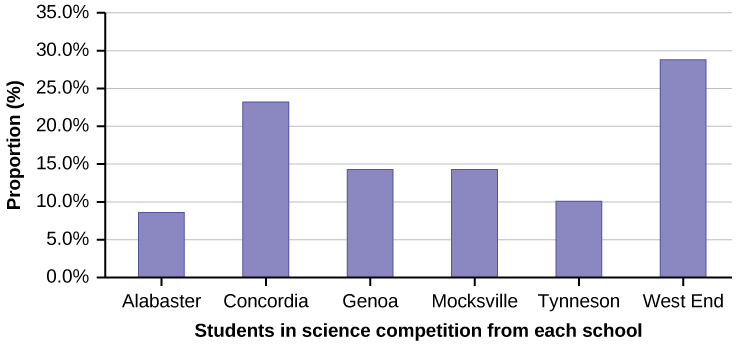 35.0%
30.0%
25.0%
20.0%
15.0%
10.0%
5.0%
0.0%
Proportion (%)
Alabaster Concordia Genoa Mocksville Tynneson West End
Students in science competition from each school